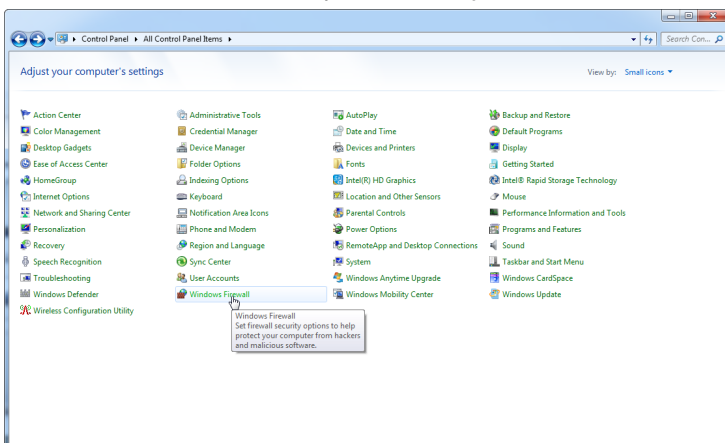 Control Panel ▸ All Control Panel Items ▸
Search Con...
Adjust your computer's settings
View by: Small icons
Action Center
Administrative Tools
AutoPlay
Backup and Restore
Color Management
Credential Manager
Date and Time
Default Programs
Desktop Gadgets
Device Manager
Devices and Printers
Display
Ease of Access Center
Folder Options
Fonts
Getting Started
HomeGroup
Indexing Options
Intel(R) HD Graphics
Intel® Rapid Storage Technology
Internet Options
Keyboard
Location and Other Sensors
Mouse
Network and Sharing Center
Notification Area Icons
Parental Controls
Performance Information and Tools
Personalization
Phone and Modem
Power Options
Programs and Features
Recovery
Region and Language
RemoteApp and Desktop Connections
Sound
Speech Recognition
Sync Center
System
Taskbar and Start Menu
Troubleshooting
User Accounts
Windows Anytime Upgrade
Windows CardSpace
Windows Defender
Windows Firewall
Windows Mobility Center
Windows Update
Wireless Configuration Utility
Windows Firewall
Set firewall security options to help
protect your computer from hackers
and malicious software.